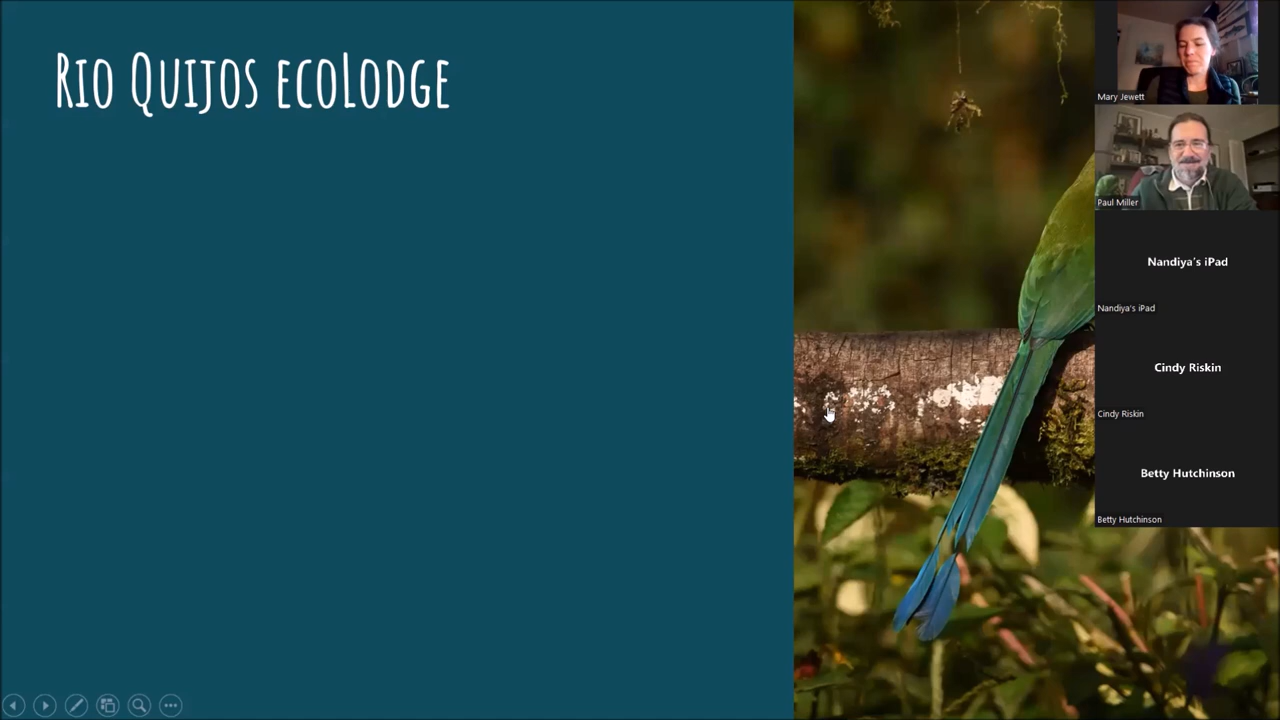 Rio Quijos ecoLodge
Mary Jewett
Paul Miller
Nandiya's iPad
Nandiya's iPad
Cindy Riskin
Cindy Riskin
Betty Hutchinson
Betty Hutchinson